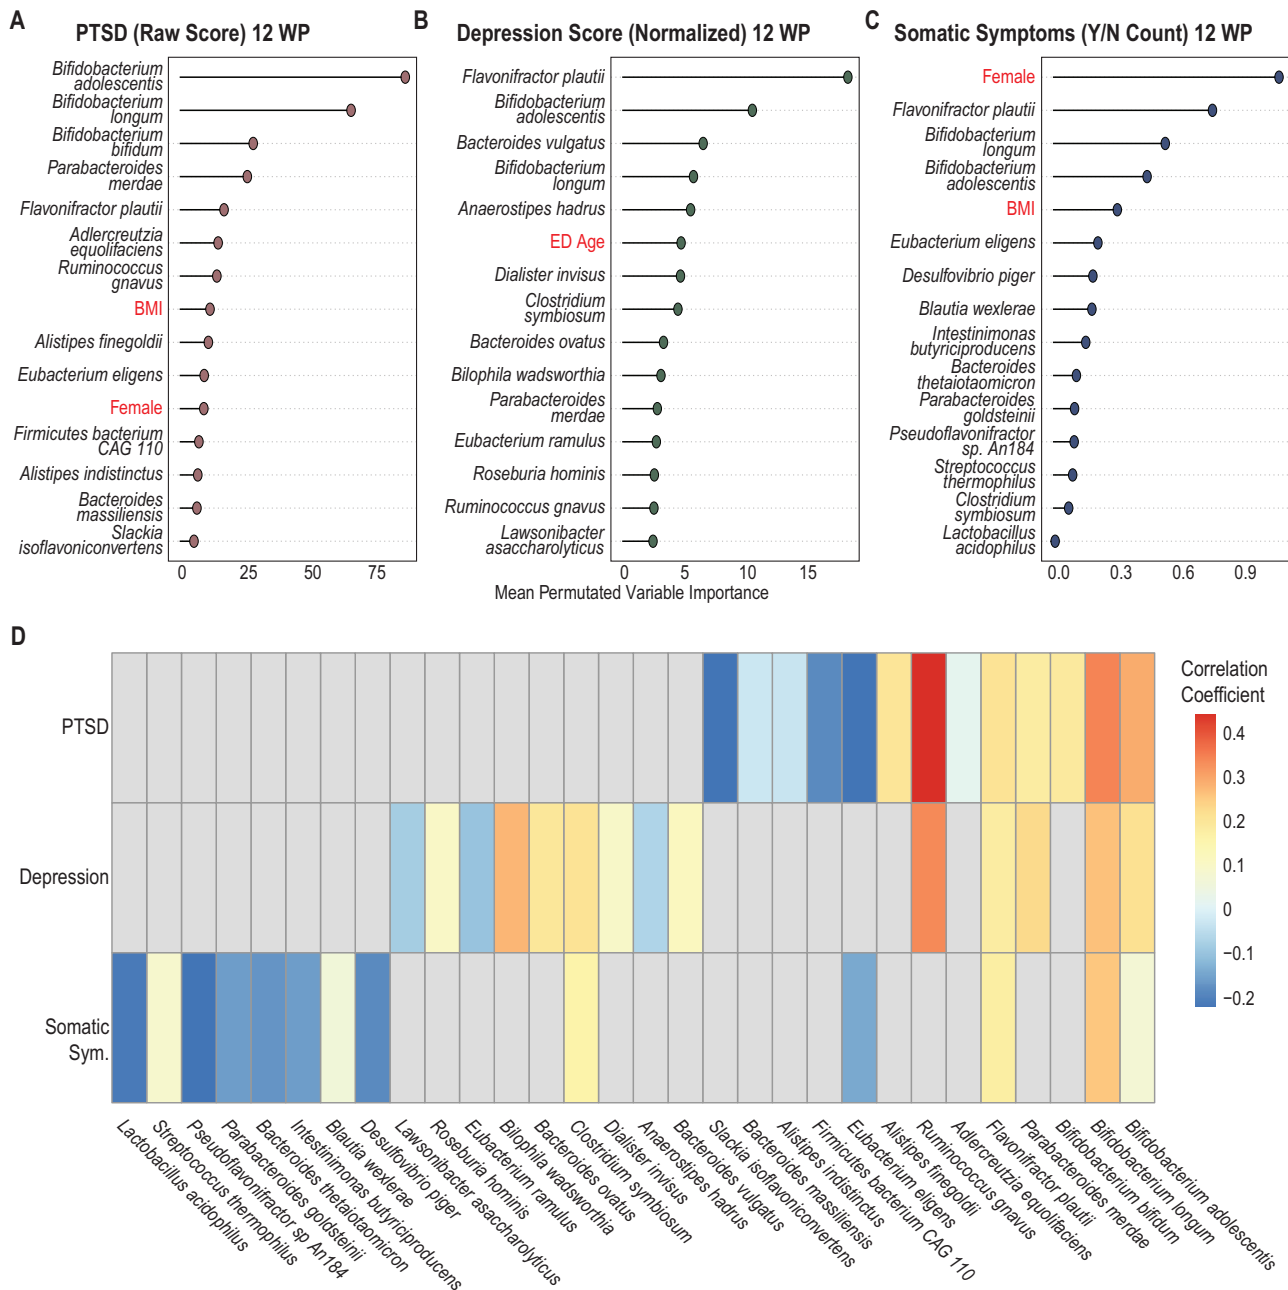 A
PTSD (Raw Score) 12 WP
Bifidobacterium
adolescentis
Bifidobacterium
longum
Bifidobacterium
bifidum
Parabacteroides
merdae
Flavonifractor plautii
Adlercreutzia
equolifaciens
Ruminococcus
gnavus
BMI
Alistipes finegoldii
Eubacterium eligens
Female
Firmicutes bacterium
CAG 110
Alistipes indistinctus
Bacteroides
massiliensis
Slackia
isoflavoniconvertens
0 25 50 75
B
Depression Score (Normalized) 12 WP
Flavonifractor plautii
Bifidobacterium
adolescentis
Bacteroides vulgatus
Bifidobacterium
longum
Anaerostipes hadrus
ED Age
Dialister invisus
Clostridium
symbiosum
Bacteroides ovatus
Bilophila wadsworthia
Parabacteroides
merdae
Eubacterium ramulus
Roseburia hominis
Ruminococcus gnavus
Lawsonibacter
asaccharolyticus
0 5 10 15
Mean Permutated Variable Importance
C
Somatic Symptoms (Y/N Count) 12 WP
Female
Flavonifractor plautii
Bifidobacterium
longum
Bifidobacterium
adolescentis
BMI
Eubacterium eligens
Desulfovibrio piger
Blautia wexlerae
Intestinimonas
butyriciproducens
Bacteroides
thetaiotaomicron
Parabacteroides
goldsteinii
Pseudoflavonifractor
sp. An184
Streptococcus
thermophilus
Clostridium
symbiosum
Lactobacillus
acidophilus
0.0 0.3 0.6 0.9
D
PTSD
Depression
Somatic
Sym.
Correlation
Coefficient
0.4
0.3
0.2
0.1
0
−0.1
−0.2
Lactobacillus acidophilus
Streptococcus thermophilus
Pseudoflavonifractor sp An184
Parabacteroides goldsteinii
Bacteroides thetaiotaomicron
Intestinimonas butyriciproducens
Blautia wexlerae
Desulfovibrio piger
Lawsonibacter asaccharolyticus
Roseburia hominis
Eubacterium ramulus
Bilophila wadsworthia
Bacteroides ovatus
Clostridium symbiosum
Dialister invisus
Anaerostipes hadrus
Bacteroides vulgatus
Slackia isoflavoniconvertens
Bacteroides massiliensis
Alistipes indistinctus
Firmicutes bacterium CAG 110
Eubacterium eligens
Alistipes finegoldii
Ruminococcus gnavus
Adlercreutzia equolifaciens
Flavonifractor plautii
Parabacteroides merdae
Bifidobacterium bifidum
Bifidobacterium longum
Bifidobacterium adolescentis